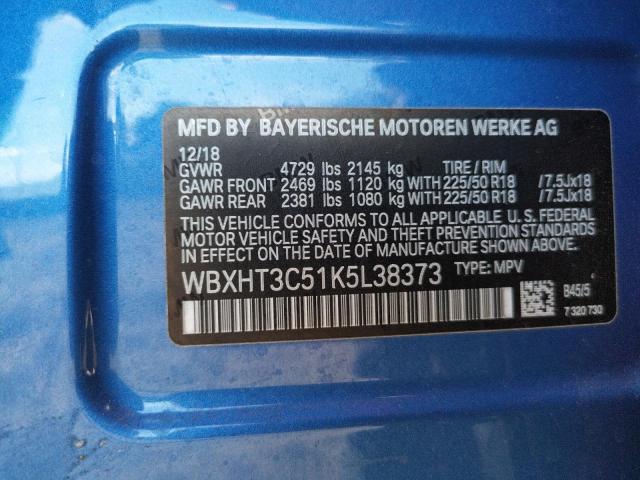 MFD BY BAYERISCHE MOTOREN WERKE AG
12/18
GVWR 4729 lbs 2145 kg TIRE / RIM
GAWR FRONT 2469 lbs 1120 kg WITH 225/50 R18 /7.5Jx18
GAWR REAR 2381 lbs 1080 kg WITH 225/50 R18 /7.5Jx18
THIS VEHICLE CONFORMS TO ALL APPLICABLE U. S. FEDERAL
MOTOR VEHICLE SAFETY AND THEFT PREVENTION STANDARDS
IN EFFECT ON THE DATE OF MANUFACTURE SHOWN ABOVE.
WBXHT3C51K5L38373 TYPE: MPV
B45/5
7 320 730